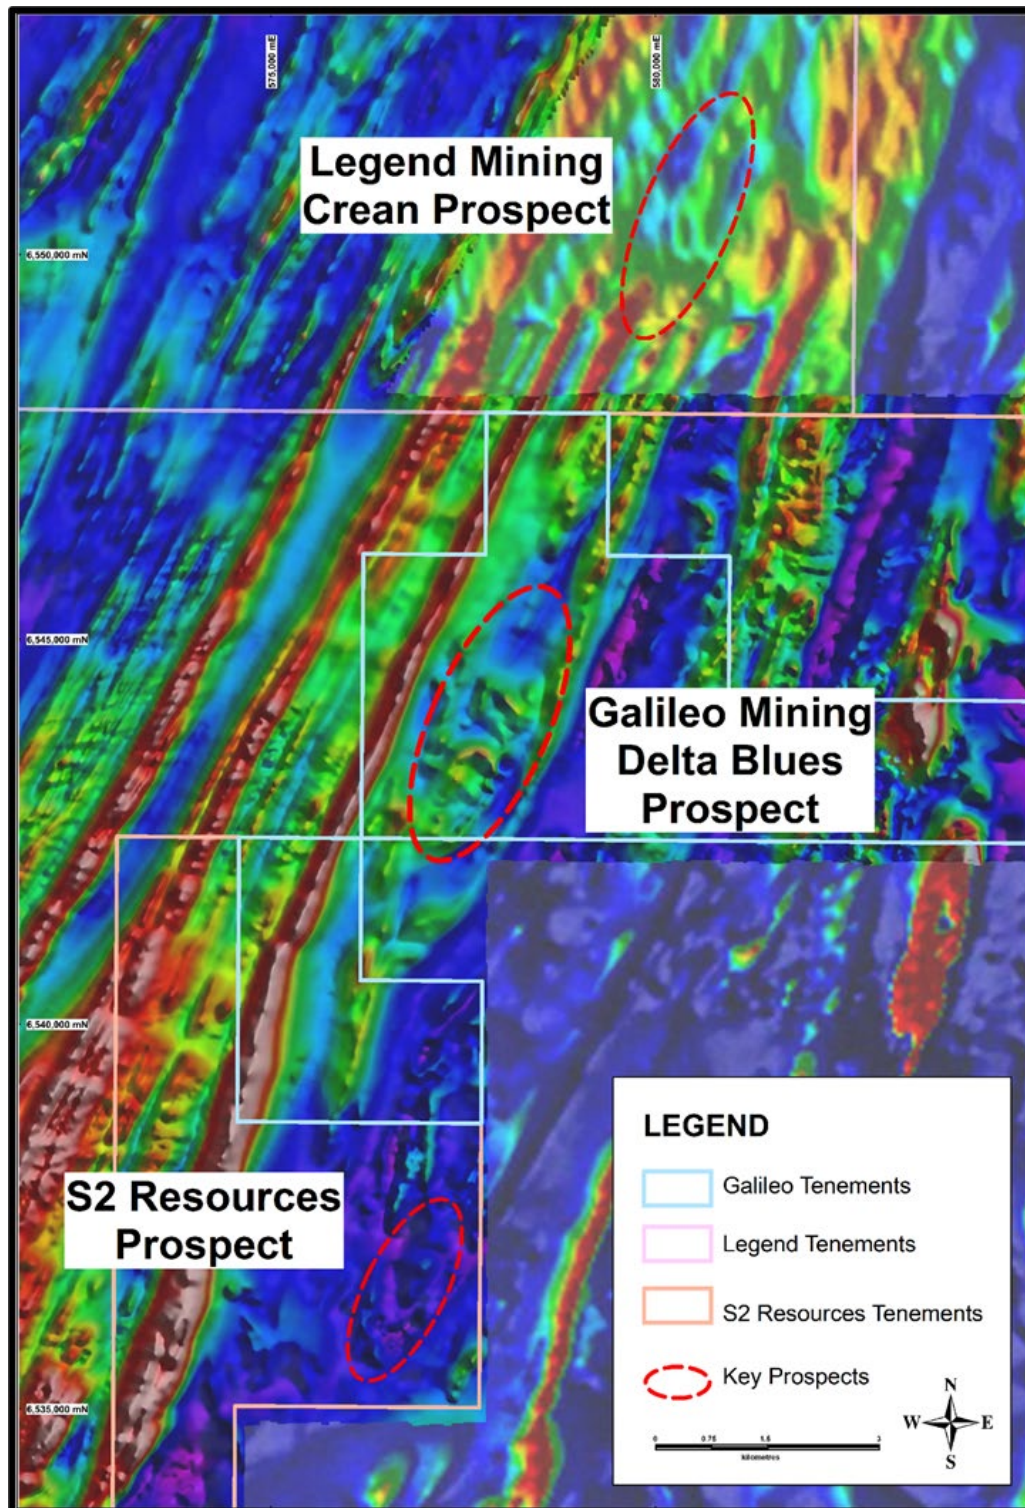 575,000 mE
580,000 mE
Legend Mining
Crean Prospect
6,550,000 mN
6,545,000 mN
Galileo Mining
Delta Blues
Prospect
6,540,000 mN
S2 Resources
Prospect
6,535,000 mN
LEGEND
Galileo Tenements
Legend Tenements
S2 Resources Tenements
Key Prospects
N
W E
S
0 0.75 1.5 3
kilometres